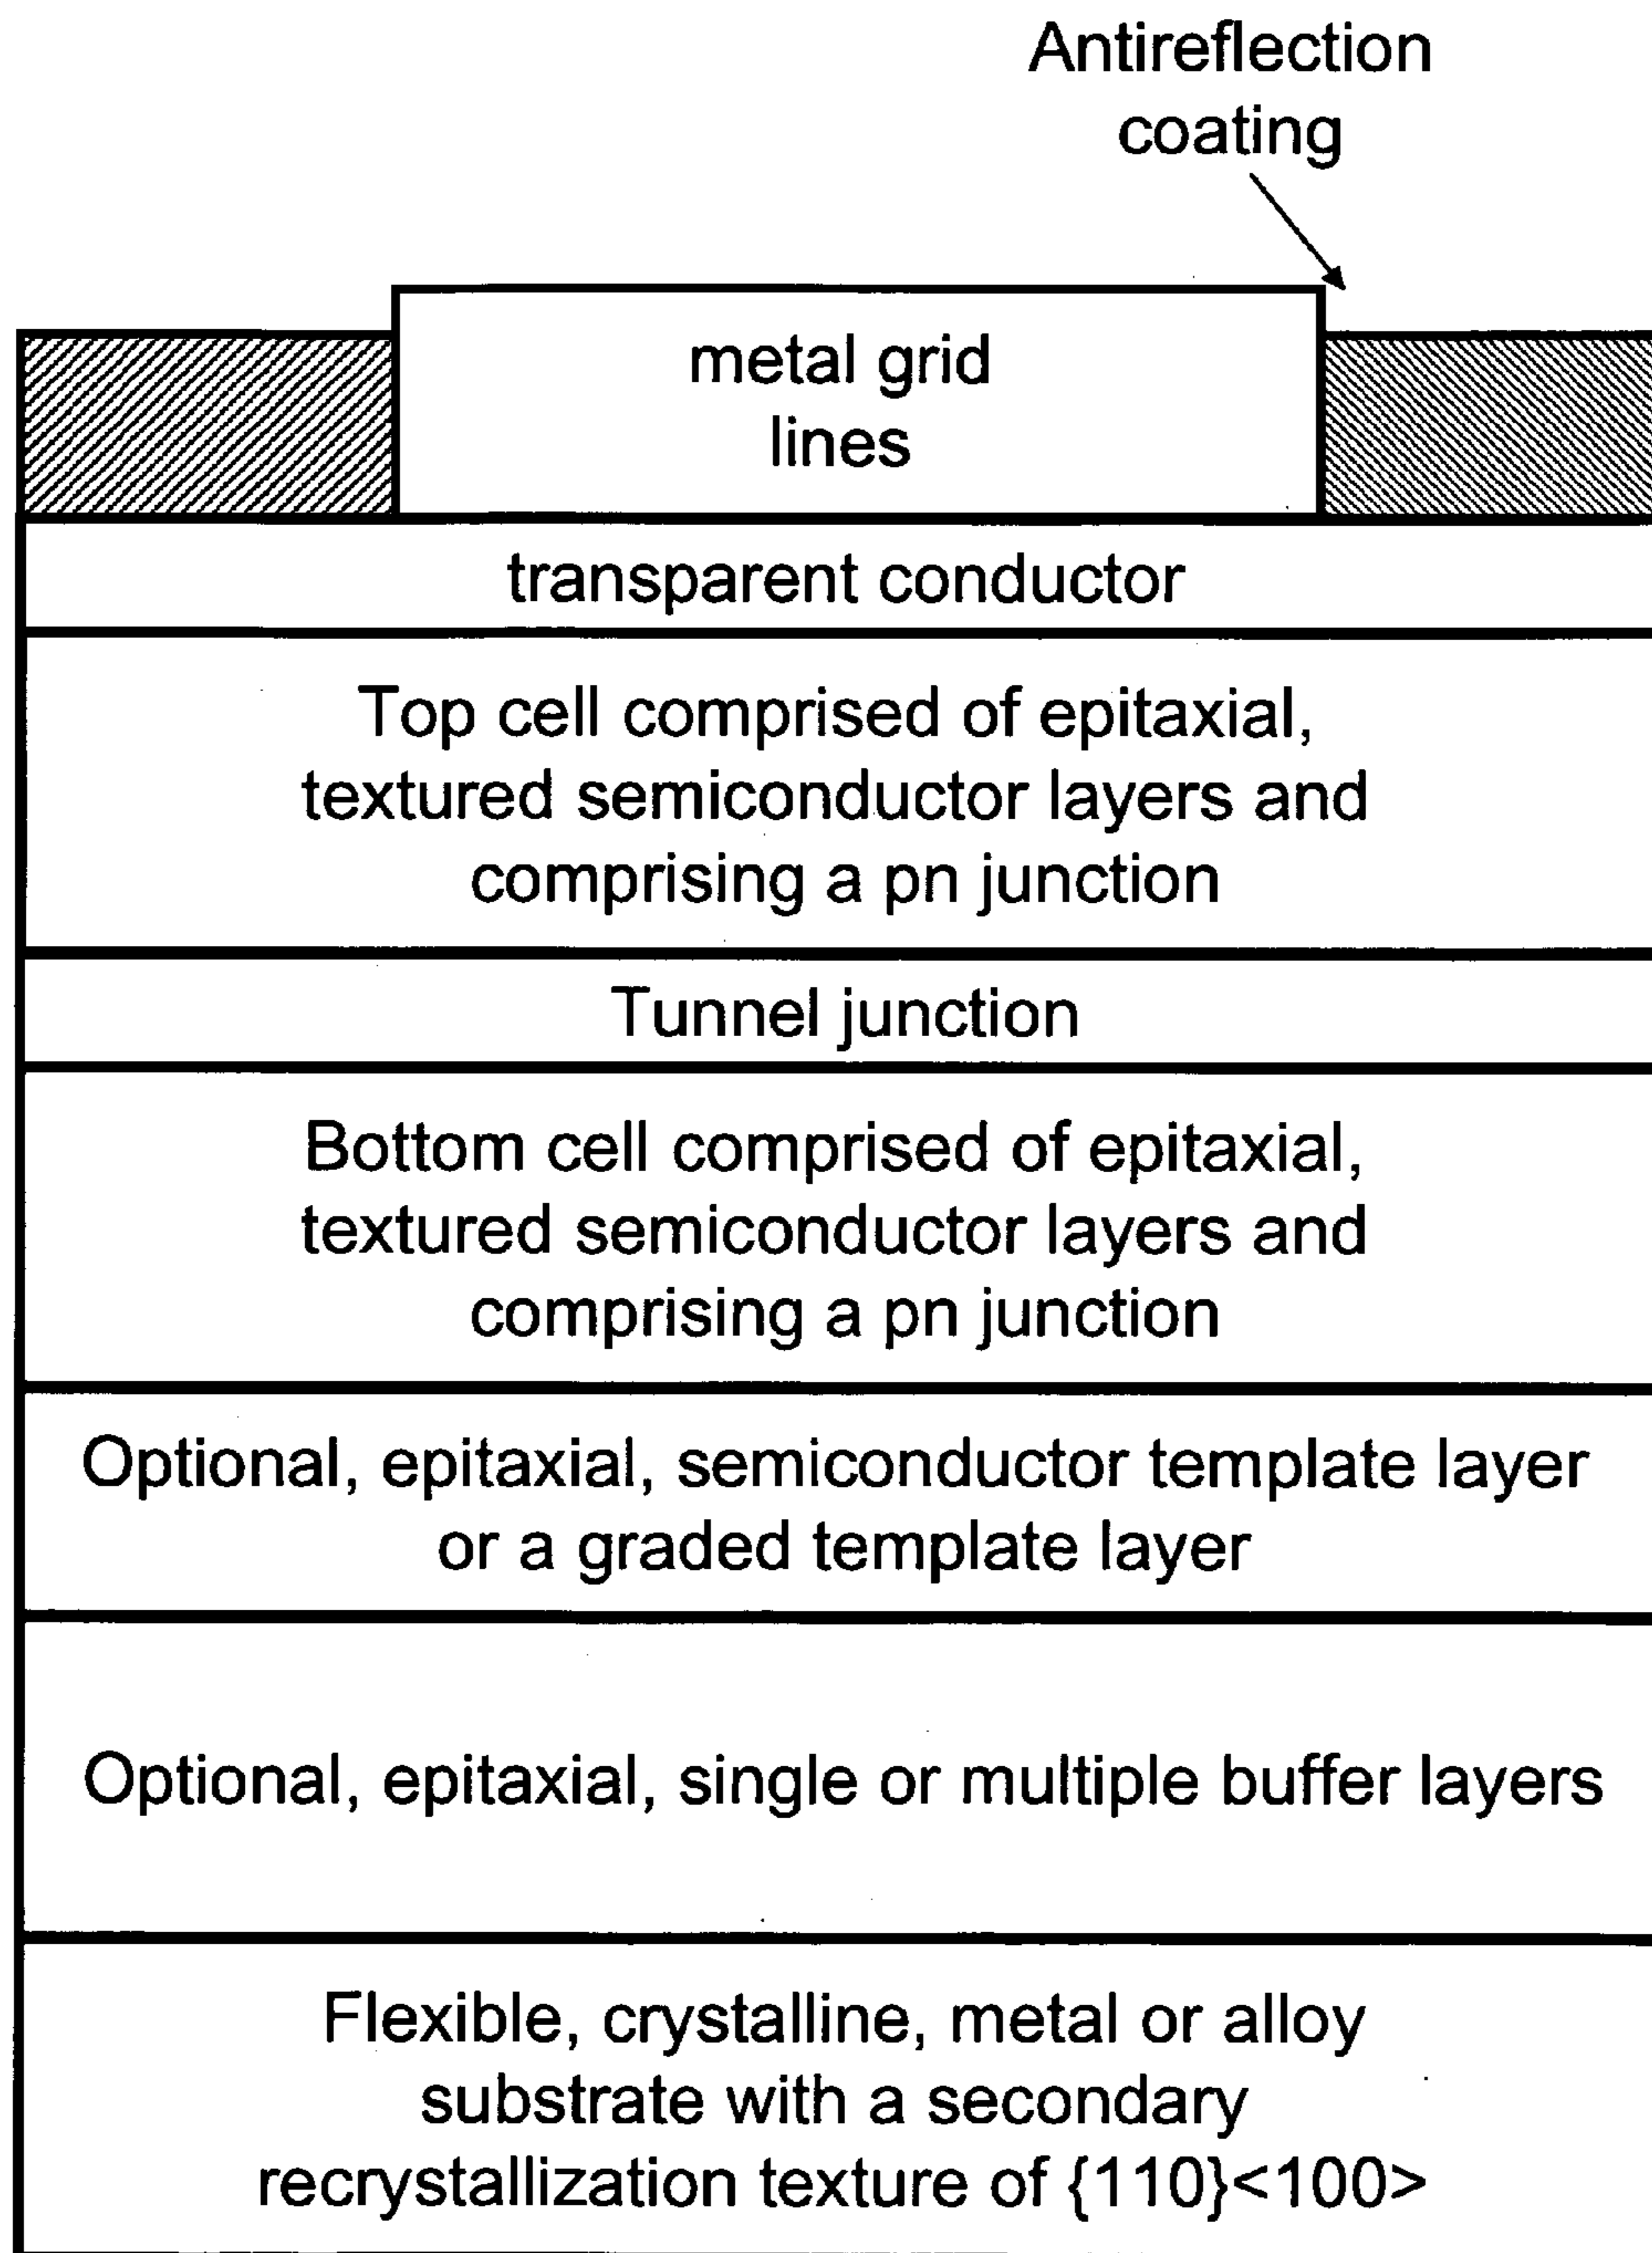 Antireflection
coating
metal grid
lines
transparent conductor
Top cell comprised of epitaxial,
textured semiconductor layers and
comprising a pn junction
Tunnel junction
Bottom cell comprised of epitaxial,
textured semiconductor layers and
comprising a pn junction
Optional, epitaxial, semiconductor template layer
or a graded template layer
Optional, epitaxial, single or multiple buffer layers
Flexible, crystalline, metal or alloy
substrate with a secondary
recrystallization texture of {110}<100>